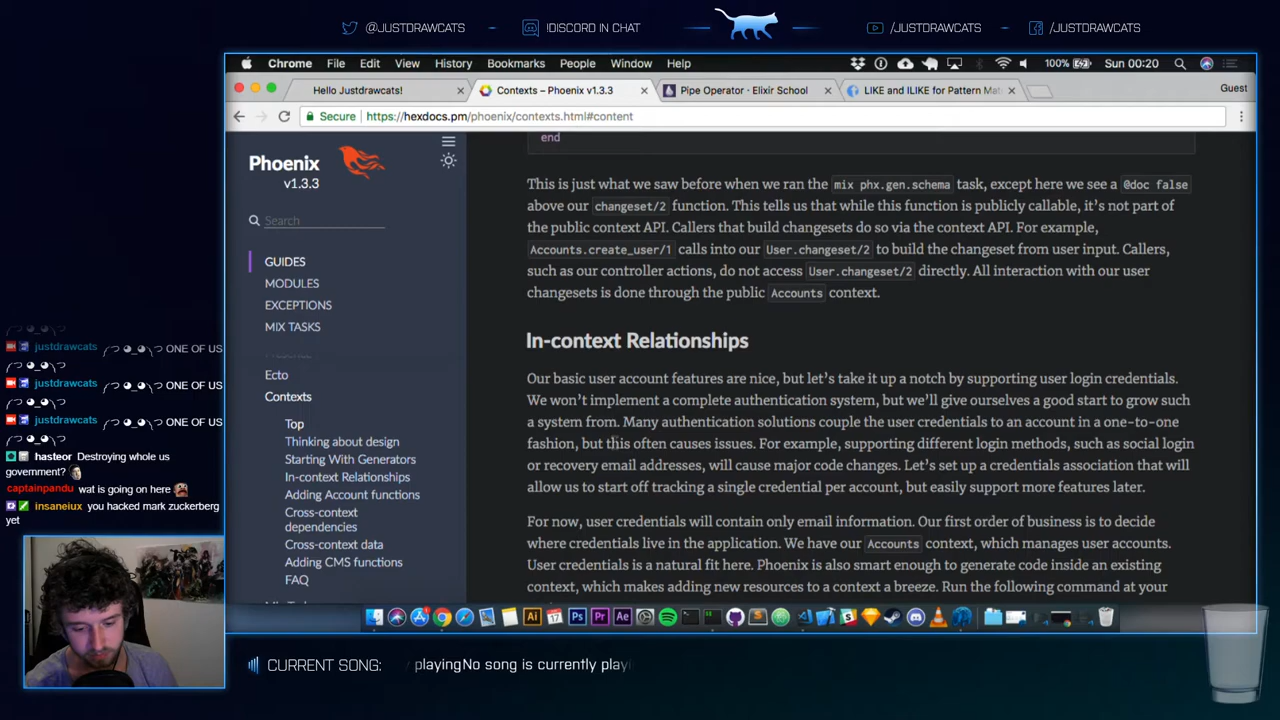 @JUSTDRAWCATS
!DISCORD IN CHAT
/JUSTDRAWCATS
/JUSTDRAWCATS
Chrome File Edit View History Bookmarks People Window Help
100% Sun 00:20
Hello Justdrawcats!
Contexts – Phoenix v1.3.3
Pipe Operator · Elixir School
LIKE and ILIKE for Pattern Mat
Guest
Secure https://hexdocs.pm/phoenix/contexts.html#content
Phoenix
v1.3.3
Search
GUIDES
MODULES
EXCEPTIONS
MIX TASKS
Presence
Ecto
Contexts
Top
Thinking about design
Starting With Generators
In-context Relationships
Adding Account functions
Cross-context
dependencies
Cross-context data
Adding CMS functions
FAQ
end
This is just what we saw before when we ran the mix phx.gen.schema task, except here we see a @doc false
above our changeset/2 function. This tells us that while this function is publicly callable, it's not part of
the public context API. Callers that build changesets do so via the context API. For example,
Accounts.create_user/1 calls into our User.changeset/2 to build the changeset from user input. Callers,
such as our controller actions, do not access User.changeset/2 directly. All interaction with our user
changesets is done through the public Accounts context.
In-context Relationships
Our basic user account features are nice, but let's take it up a notch by supporting user login credentials.
We won't implement a complete authentication system, but we'll give ourselves a good start to grow such
a system from. Many authentication solutions couple the user credentials to an account in a one-to-one
fashion, but this often causes issues. For example, supporting different login methods, such as social login
or recovery email addresses, will cause major code changes. Let's set up a credentials association that will
allow us to start off tracking a single credential per account, but easily support more features later.
For now, user credentials will contain only email information. Our first order of business is to decide
where credentials live in the application. We have our Accounts context, which manages user accounts.
User credentials is a natural fit here. Phoenix is also smart enough to generate code inside an existing
context, which makes adding new resources to a context a breeze. Run the following command at your
justdrawcats ༼つ ◕_◕ ༽つ ONE OF US
༼つ ◕_◕ ༽つ
justdrawcats ༼つ ◕_◕ ༽つ ONE OF US
༼つ ◕_◕ ༽つ
justdrawcats ༼つ ◕_◕ ༽つ ONE OF US
༼つ ◕_◕ ༽つ
hasteor Destroying whole us
government?
captainpandu wat is going on here
insaneiux you hacked mark zuckerberg
yet
CURRENT SONG: playingNo song is currently playi